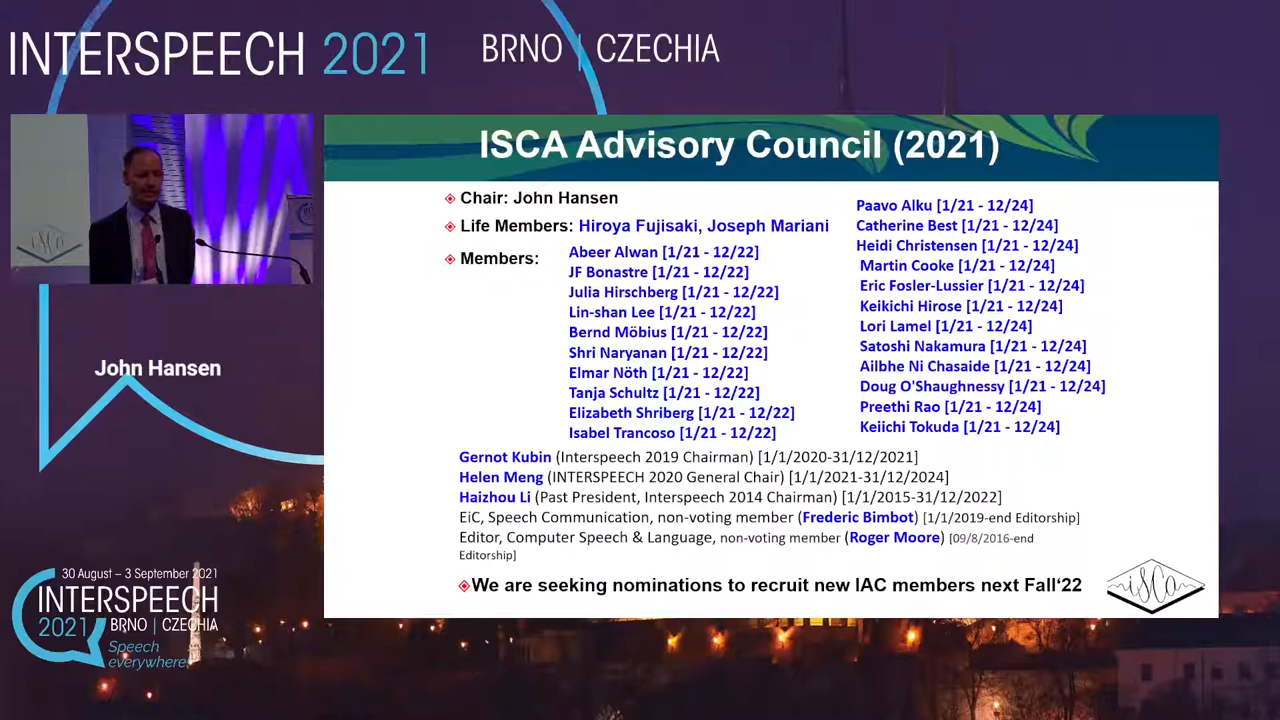 INTERSPEECH 2021 BRNO | CZECHIA
ISCA Advisory Council (2021)
Chair: John Hansen
Life Members: Hiroya Fujisaki, Joseph Mariani
Members:
Abeer Alwan [1/21 - 12/22]
JF Bonastre [1/21 - 12/22]
Julia Hirschberg [1/21 - 12/22]
Lin-shan Lee [1/21 - 12/22]
Bernd Möbius [1/21 - 12/22]
Shri Naryanan [1/21 - 12/22]
Elmar Nöth [1/21 - 12/22]
Tanja Schultz [1/21 - 12/22]
Elizabeth Shriberg [1/21 - 12/22]
Isabel Trancoso [1/21 - 12/22]
Paavo Alku [1/21 - 12/24]
Catherine Best [1/21 - 12/24]
Heidi Christensen [1/21 - 12/24]
Martin Cooke [1/21 - 12/24]
Eric Fosler-Lussier [1/21 - 12/24]
Keikichi Hirose [1/21 - 12/24]
Lori Lamel [1/21 - 12/24]
Satoshi Nakamura [1/21 - 12/24]
Ailbhe Ni Chasaide [1/21 - 12/24]
Doug O'Shaughnessy [1/21 - 12/24]
Preethi Rao [1/21 - 12/24]
Keiichi Tokuda [1/21 - 12/24]
Gernot Kubin (Interspeech 2019 Chairman) [1/1/2020-31/12/2021]
Helen Meng (INTERSPEECH 2020 General Chair) [1/1/2021-31/12/2024]
Haizhou Li (Past President, Interspeech 2014 Chairman) [1/1/2015-31/12/2022]
EiC, Speech Communication, non-voting member (Frederic Bimbot) [1/1/2019-end Editorship]
Editor, Computer Speech & Language, non-voting member (Roger Moore) [09/8/2016-end
Editorship]
We are seeking nominations to recruit new IAC members next Fall‘22
isca
isca
John Hansen
30 August – 3 September 2021
INTERSPEECH
2021 BRNO | CZECHIA
Speech
everywhere!